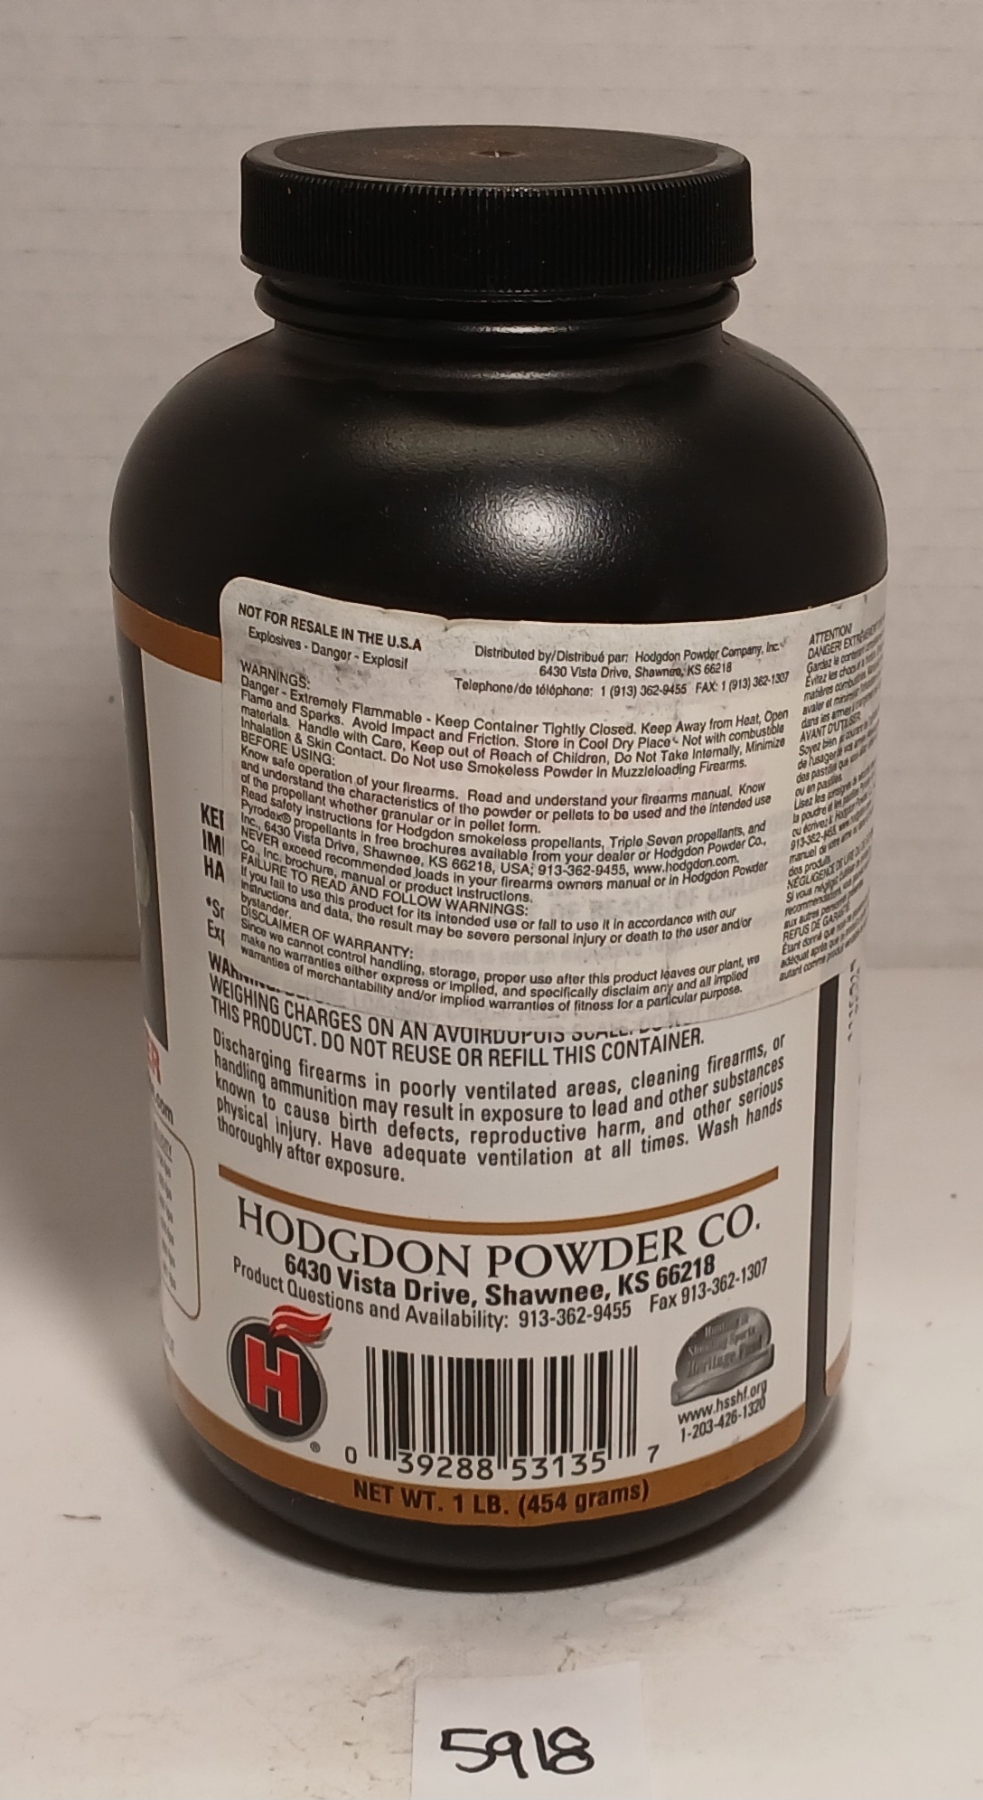 NOT FOR RESALE IN THE U.S.A
Explosives - Danger - Explosif
Distributed by/Distribué par: Hodgdon Powder Company, Inc.
6430 Vista Drive, Shawnee, KS 66218
Telephone/de téléphone: 1 (913) 362-9455 FAX: 1 (913) 362-1307
WARNINGS:
Danger - Extremely Flammable - Keep Container Tightly Closed. Keep Away from Heat, Open
Flame and Sparks. Avoid Impact and Friction. Store in Cool Dry Place - Not with combustible
materials. Handle with Care, Keep out of Reach of Children, Do Not Take Internally, Minimize
Inhalation & Skin Contact. Do Not use Smokeless Powder in Muzzleloading Firearms.
BEFORE USING:
Know safe operation of your firearms. Read and understand your firearms manual. Know
and understand the characteristics of the powder or pellets to be used and the intended use
of the propellant whether granular or in pellet form.
Read safety instructions for Hodgdon smokeless propellants, Triple Seven propellants, and
Pyrodex® propellants in free brochures available from your dealer or Hodgdon Powder Co.,
Inc., 6430 Vista Drive, Shawnee, KS 66218, USA; 913-362-9455, www.hodgdon.com.
NEVER exceed recommended loads in your firearms owners manual or in Hodgdon Powder
Co., Inc. brochure, manual or product instructions.
FAILURE TO READ AND FOLLOW WARNINGS:
If you fail to use this product for its intended use or fail to use it in accordance with our
instructions and data, the result may be severe personal injury or death to the user and/or
bystander.
DISCLAIMER OF WARRANTY:
Since we cannot control handling, storage, proper use after this product leaves our plant, we
make no warranties either express or implied, and specifically disclaim any and all implied
warranties of merchantability and/or implied warranties of fitness for a particular purpose.
ATTENTION!
DANGER!
Gardez le
Évitez les
AVANT D'UTILISER
WEIGHING CHARGES ON AN AVOIRDUPOIS SCALE.
THIS PRODUCT. DO NOT REUSE OR REFILL THIS CONTAINER.
Discharging firearms in poorly ventilated areas, cleaning firearms, or
handling ammunition may result in exposure to lead and other substances
known to cause birth defects, reproductive harm, and other serious
physical injury. Have adequate ventilation at all times. Wash hands
thoroughly after exposure.
HODGDON POWDER CO.
6430 Vista Drive, Shawnee, KS 66218
Product Questions and Availability: 913-362-9455 Fax 913-362-1307
H
®
Hunting &
Shooting Sports
Heritage Fund
www.hsshf.org
1-203-426-1320
0 39288 53135 7
NET WT. 1 LB. (454 grams)
5918